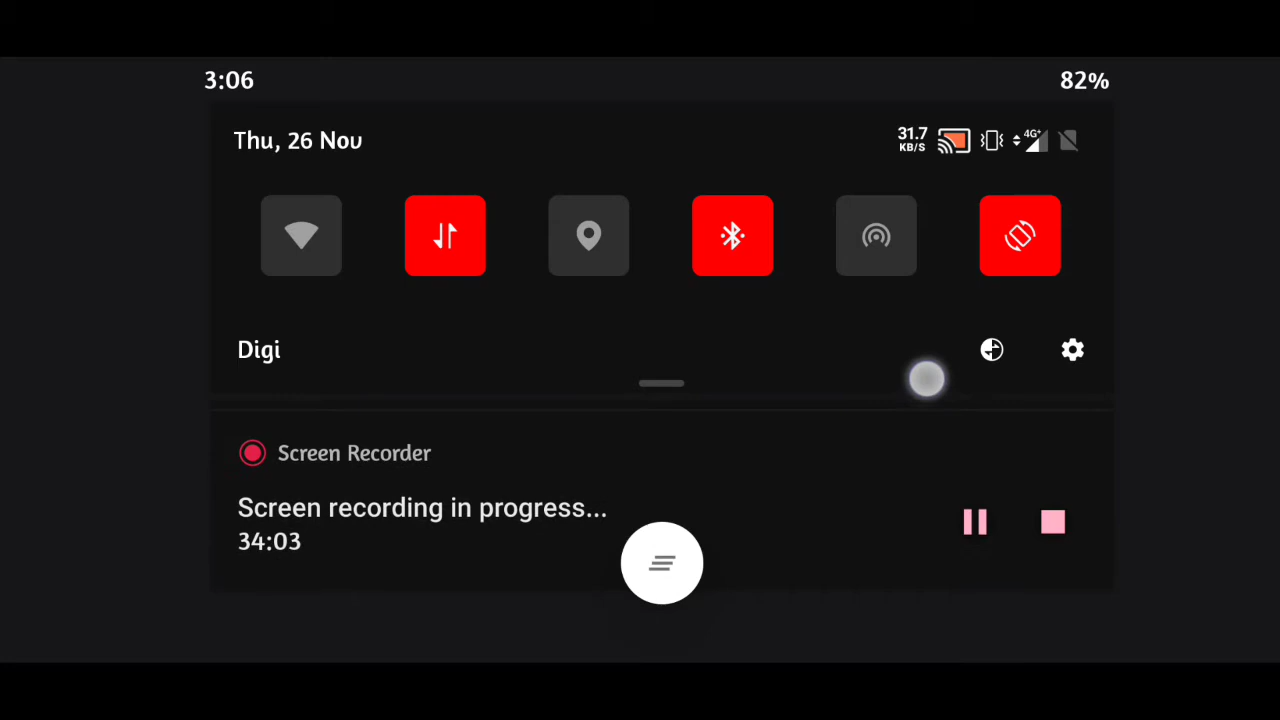 3:06
82%
Thu, 26 Nov
31.7
KB/S
4G+
Digi
Screen Recorder
Screen recording in progress...
34:03